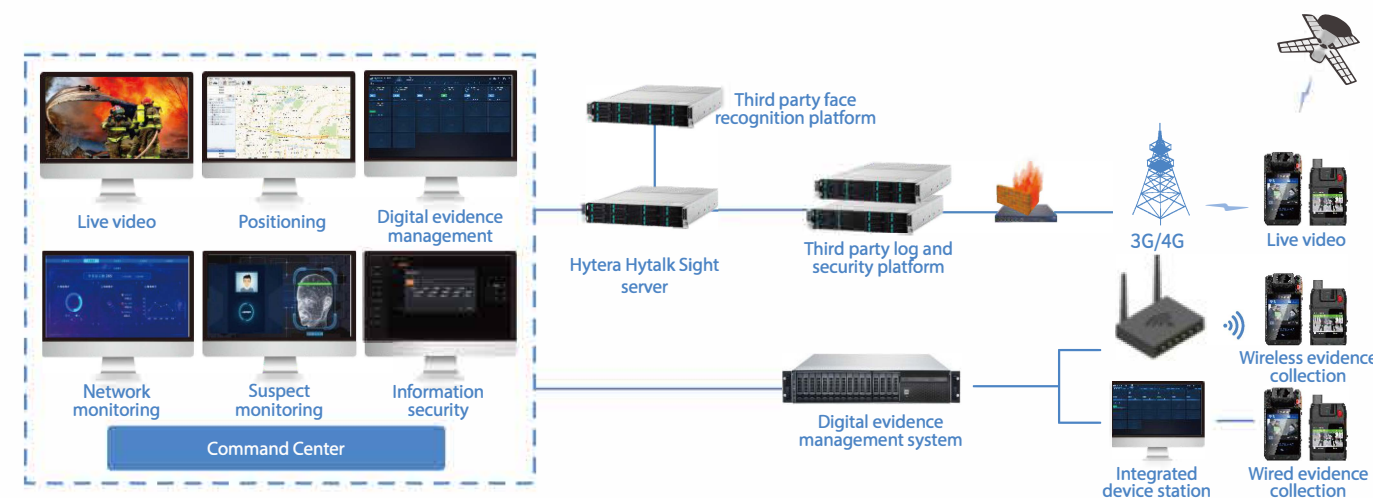 Live video
Positioning
Digital evidence
management
Network
monitoring
Suspect
monitoring
Information
security
Command Center
Third party face
recognition platform
Hytera Hytalk Sight
server
Third party log and
security platform
3G/4G
Live video
Wireless evidence
collection
Digital evidence
management system
Integrated
device station
Wired evidence
collection